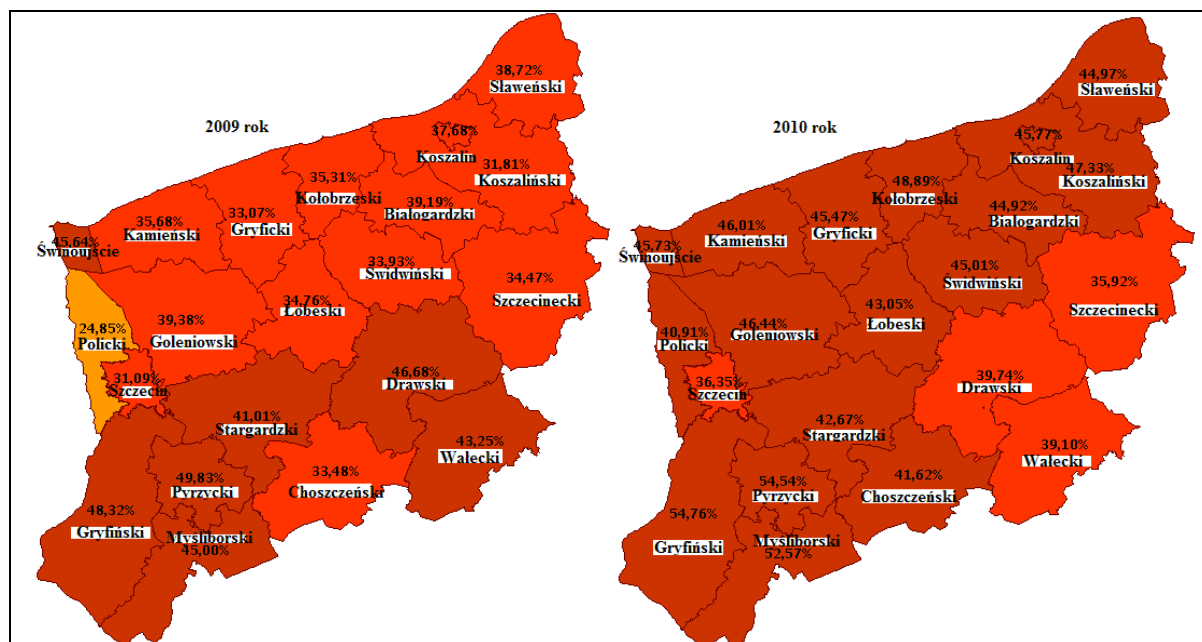 2009 rok
38,72%
Sławeński
37,68%
Koszalin
31,81%
Koszaliński
35,31%
Kołobrzeski
39,19%
Białogardzki
33,07%
Gryficki
35,68%
Kamieński
45,64%
Świnoujście
33,93%
Świdwiński
34,47%
Szczecinecki
34,76%
Łobeski
39,38%
Goleniowski
24,85%
Policki
31,09%
Szczecin
46,68%
Drawski
41,01%
Stargardzki
43,25%
Wałecki
33,48%
Choszczeński
49,83%
Pyrzycki
48,32%
Gryfiński
Myśliborski
45,00%
2010 rok
44,97%
Sławeński
45,77%
Koszalin
47,33%
Koszaliński
48,89%
Kołobrzeski
44,92%
Białogardzki
45,47%
Gryficki
46,01%
Kamieński
45,73%
Świnoujście
45,01%
Świdwiński
35,92%
Szczecinecki
43,05%
Łobeski
46,44%
Goleniowski
40,91%
Policki
36,35%
Szczecin
39,74%
Drawski
42,67%
Stargardzki
39,10%
Wałecki
41,62%
Choszczeński
54,54%
Pyrzycki
54,76%
Gryfiński
Myśliborski
52,57%